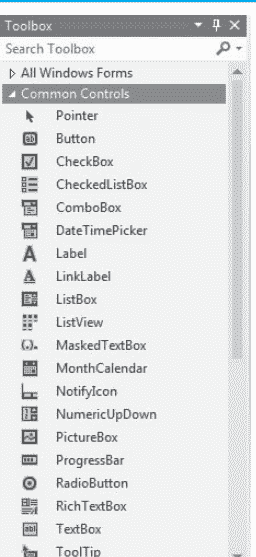 Toolbox
Search Toolbox
All Windows Forms
Common Controls
Pointer
Button
CheckBox
CheckedListBox
ComboBox
DateTimePicker
Label
LinkLabel
ListBox
ListView
MaskedTextBox
MonthCalendar
NotifyIcon
NumericUpDown
PictureBox
ProgressBar
RadioButton
RichTextBox
TextBox
ToolTip